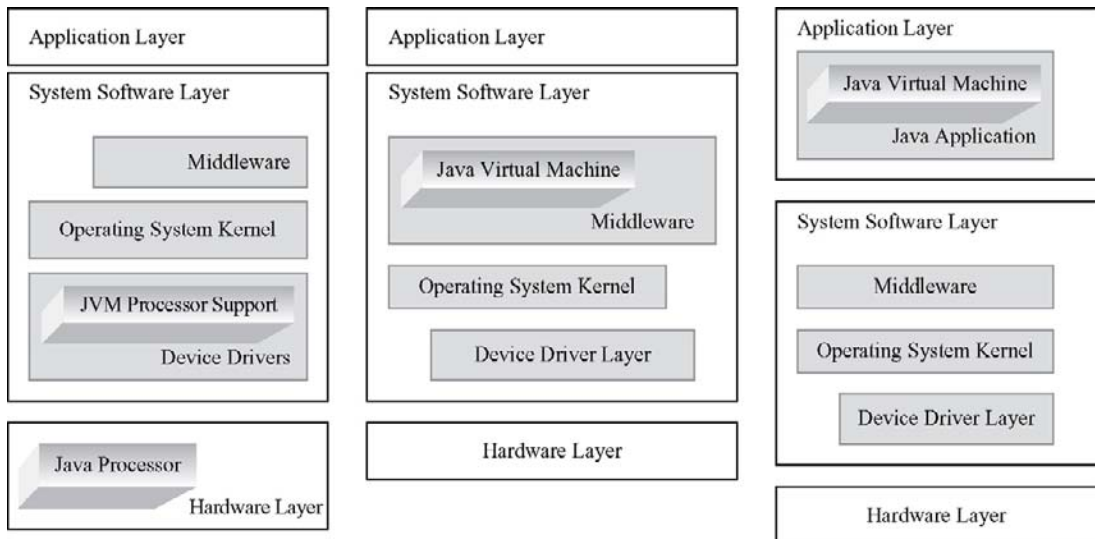 Application Layer
System Software Layer
Middleware
Operating System Kernel
JVM Processor Support
Device Drivers
Java Processor
Hardware Layer
Application Layer
System Software Layer
Java Virtual Machine
Middleware
Operating System Kernel
Device Driver Layer
Hardware Layer
Application Layer
Java Virtual Machine
Java Application
System Software Layer
Middleware
Operating System Kernel
Device Driver Layer
Hardware Layer